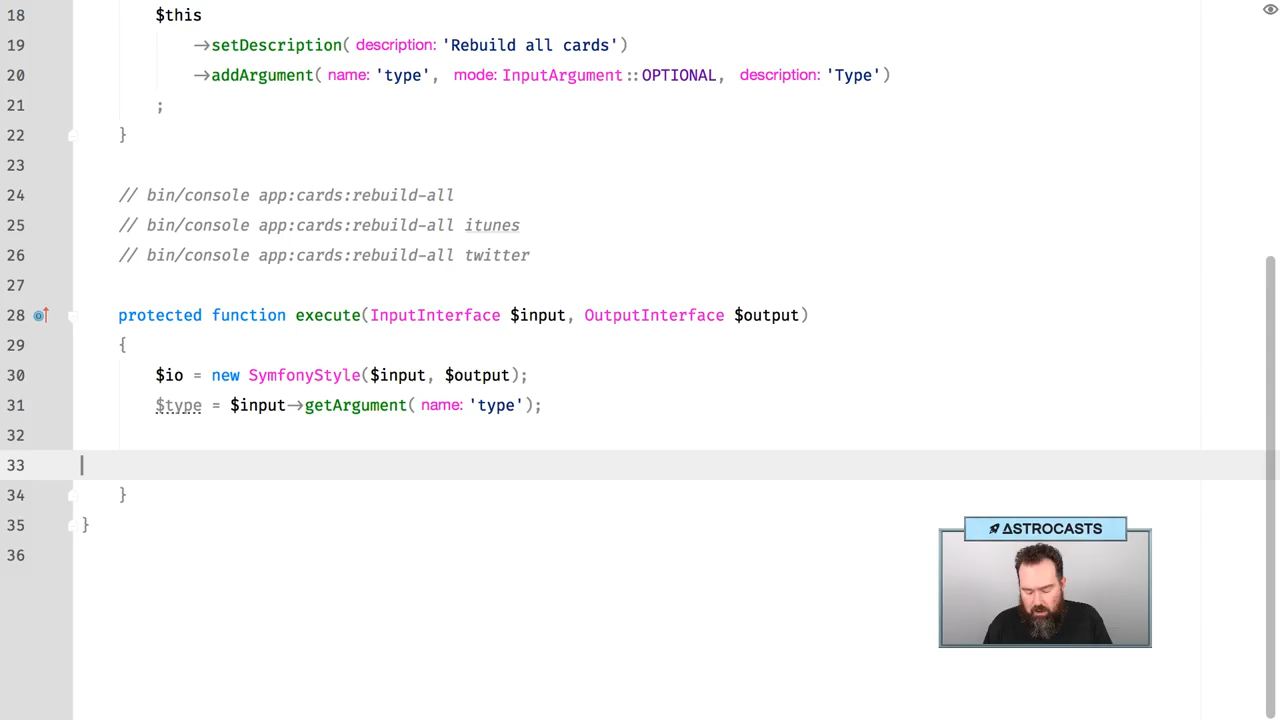 18 $this
19 →setDescription( description: 'Rebuild all cards')
20 →addArgument( name: 'type', mode: InputArgument::OPTIONAL, description: 'Type')
21 ;
22 }
23
24 // bin/console app:cards:rebuild-all
25 // bin/console app:cards:rebuild-all itunes
26 // bin/console app:cards:rebuild-all twitter
27
28 protected function execute(InputInterface $input, OutputInterface $output)
29 {
30 $io = new SymfonyStyle($input, $output);
31 $type = $input→getArgument( name: 'type');
32
33
34 }
35 }
36
ΔSTROCASTS